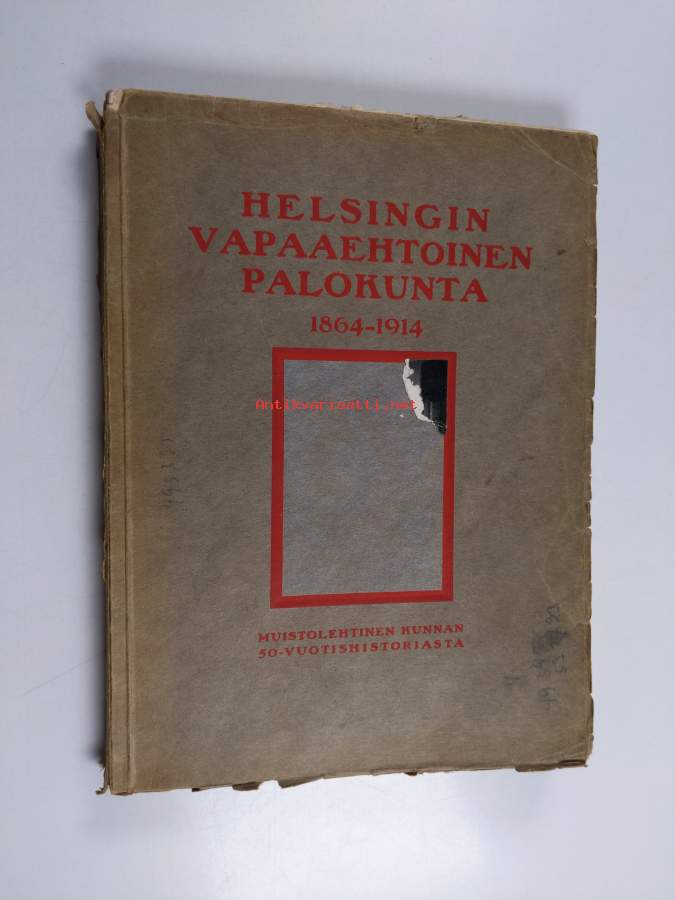 HELSINGIN
VAPAAEHTOINEN
PALOKUNTA
1864-1914
Antikvariaatti.net
MUISTOLEHTINEN KUNNAN
50-VUOTISHISTORIASTA